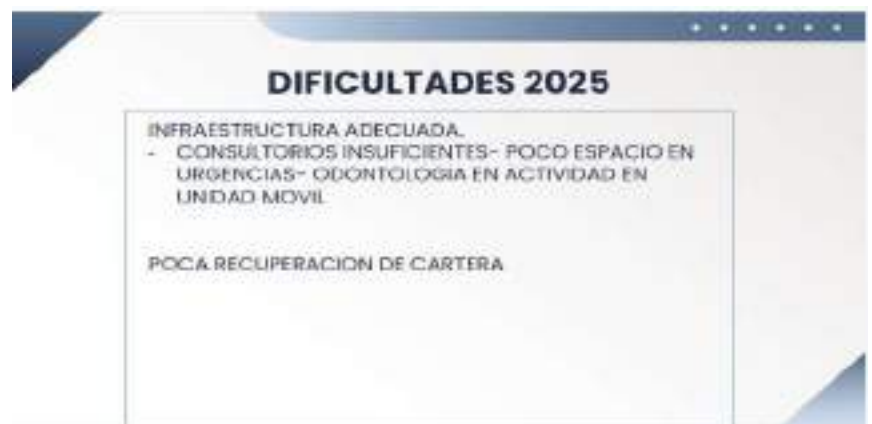 DIFICULTADES 2025
INFRAESTRUCTURA ADECUADA.
- CONSULTORIOS INSUFICIENTES- POCO ESPACIO EN
URGENCIAS- ODONTOLOGIA EN ACTIVIDAD EN
UNIDAD MOVIL
POCA RECUPERACION DE CARTERA